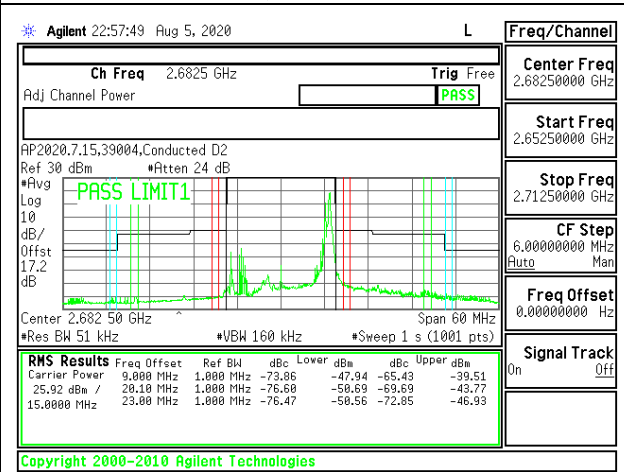 Agilent 22:57:49 Aug 5, 2020 L
Freq/Channel
Ch Freq 2.6825 GHz Trig Free
Adj Channel Power PASS
AP2020.7.15,39004,Conducted D2
Ref 30 dBm #Atten 24 dB
#Avg
Log
10
dB/
Offst
17.2
dB
PASS LIMIT1
Center 2.682 50 GHz ^ Span 60 MHz
#Res BW 51 kHz #VBW 160 kHz #Sweep 1 s (1001 pts)
RMS Results Freq Offset Ref BW dBc Lower dBm dBc Upper dBm
Carrier Power 9.000 MHz 1.000 MHz -73.86 -47.94 -65.43 -39.51
25.92 dBm / 20.10 MHz 1.000 MHz -76.60 -50.69 -69.69 -43.77
15.0000 MHz 23.00 MHz 1.000 MHz -76.47 -50.56 -72.85 -46.93
Copyright 2000-2010 Agilent Technologies
Center Freq
2.68250000 GHz
Start Freq
2.65250000 GHz
Stop Freq
2.71250000 GHz
CF Step
6.00000000 MHz
Auto Man
Freq Offset
0.00000000 Hz
Signal Track
On Off